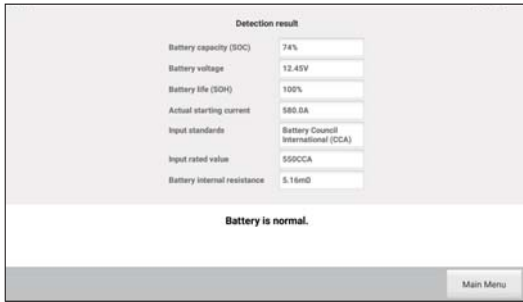 Detection result
Battery capacity (SOC) 74%
Battery voltage 12.45V
Battery life (SOH) 100%
Actual starting current 580.0A
Input standards Battery Council
International (CCA)
Input rated value 550CCA
Battery internal resistance 5.16mΩ
Battery is normal.
Main Menu